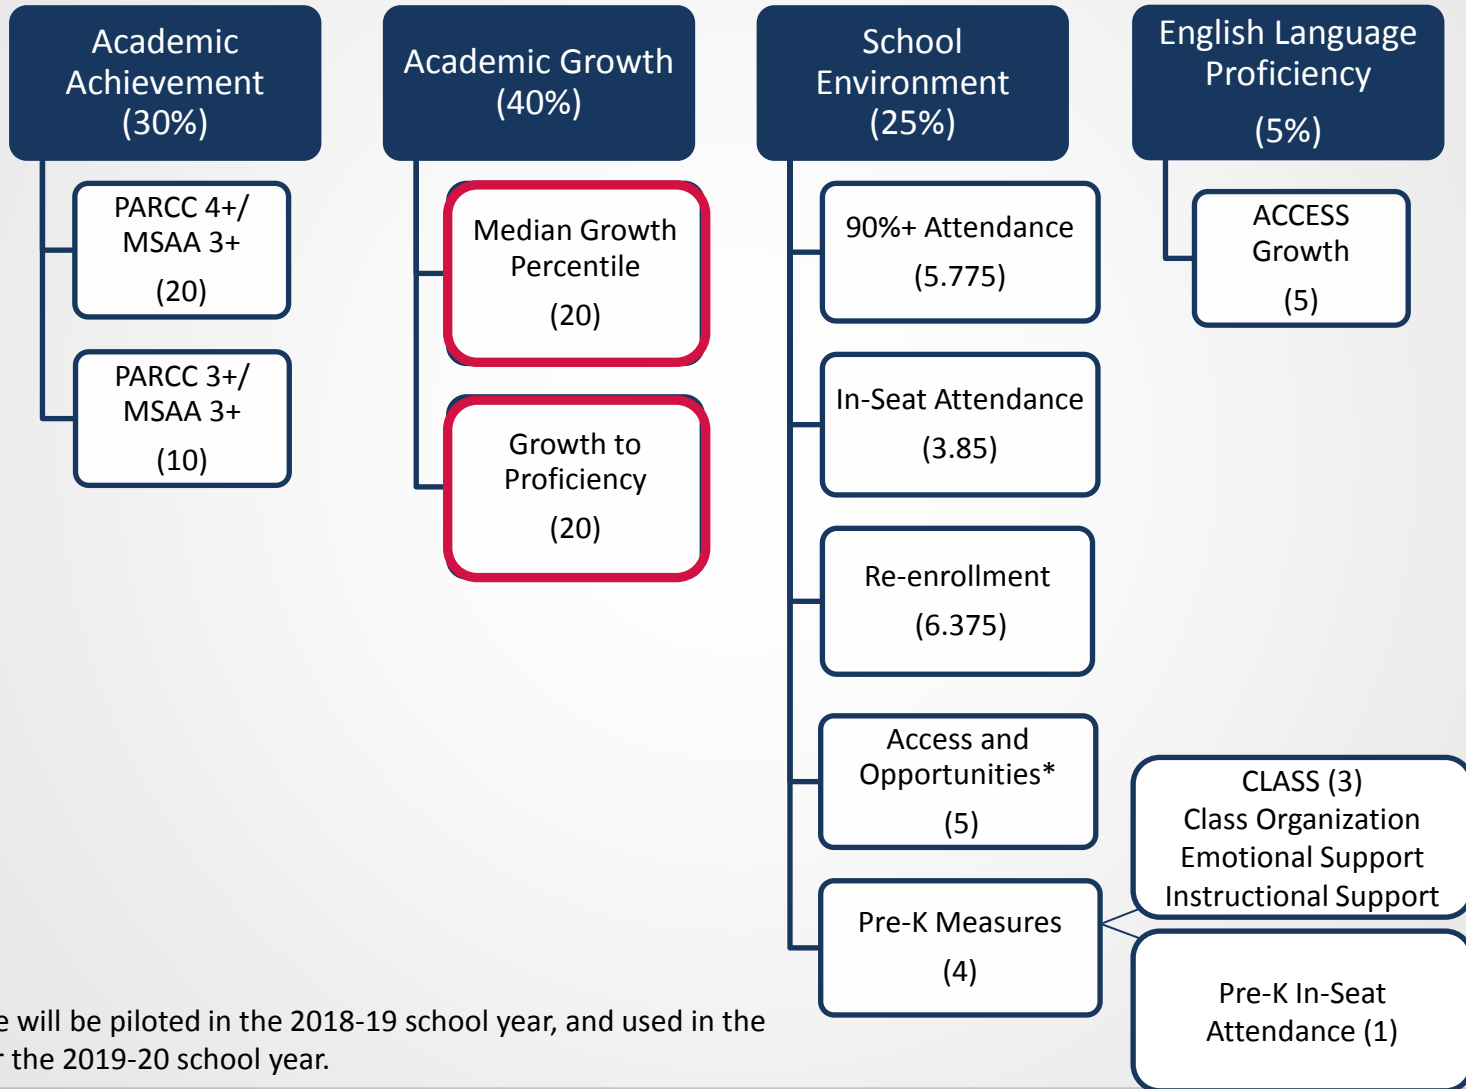 Academic
Achievement
(30%)
PARCC 4+/
MSAA 3+
(20)
PARCC 3+/
MSAA 3+
(10)
Academic Growth
(40%)
Median Growth
Percentile
(20)
Growth to
Proficiency
(20)
School
Environment
(25%)
90%+ Attendance
(5.775)
In-Seat Attendance
(3.85)
Re-enrollment
(6.375)
Access and
Opportunities*
(5)
Pre-K Measures
(4)
CLASS (3)
Class Organization
Emotional Support
Instructional Support
Pre-K In-Seat
Attendance (1)
English Language
Proficiency
(5%)
ACCESS
Growth
(5)
e will be piloted in the 2018-19 school year, and used in the
r the 2019-20 school year.